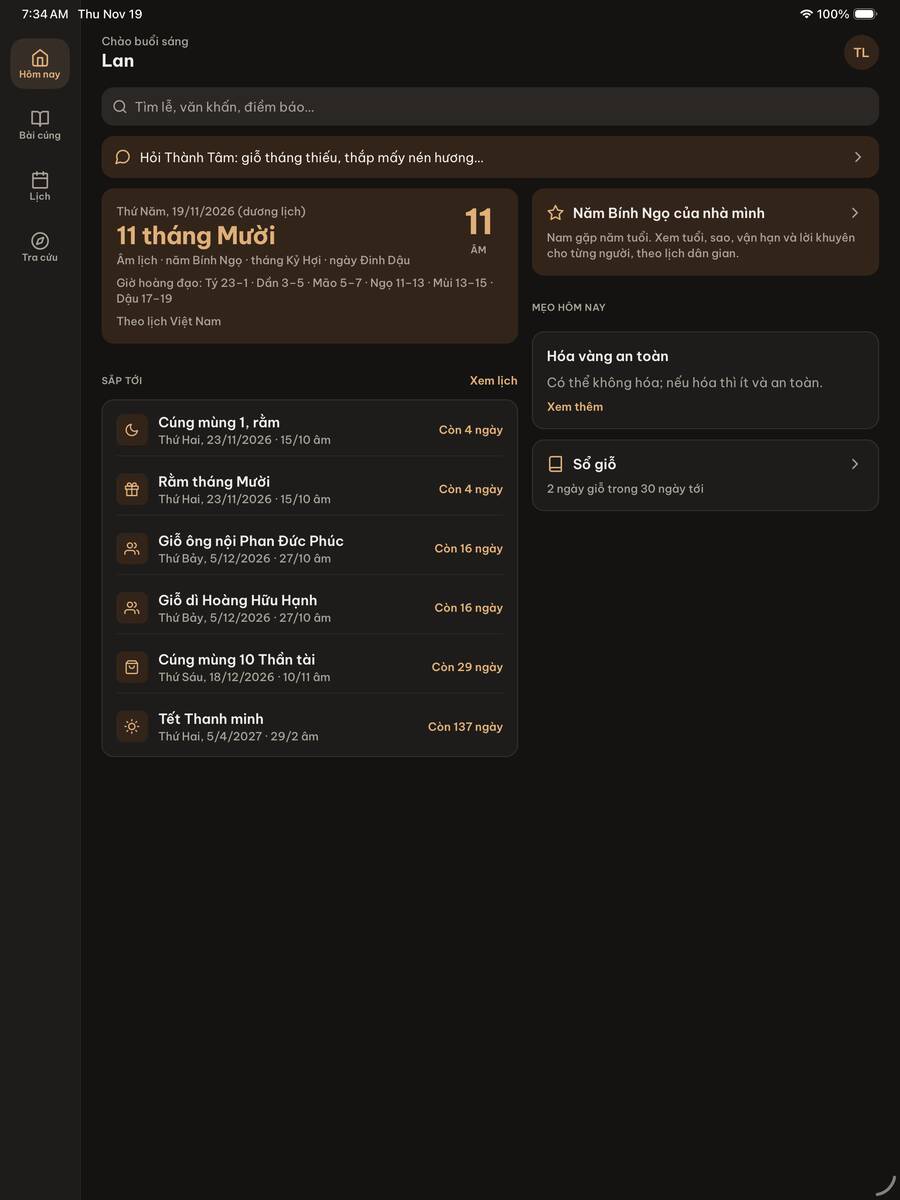 7:34 AM Thu Nov 19
100%
Hôm nay
Bài cúng
Lịch
Tra cứu
Chào buổi sáng
Lan
TL
Tìm lễ, văn khấn, điềm báo...
Hỏi Thành Tâm: giỗ tháng thiếu, thắp mấy nén hương...
Thứ Năm, 19/11/2026 (dương lịch)
11 tháng Mười
11
ÂM
Âm lịch · năm Bính Ngọ · tháng Kỷ Hợi · ngày Đinh Dậu
Giờ hoàng đạo: Tý 23–1 · Dần 3–5 · Mão 5–7 · Ngọ 11–13 · Mùi 13–15 ·
Dậu 17–19
Theo lịch Việt Nam
SẮP TỚI
Xem lịch
Cúng mùng 1, rằm
Thứ Hai, 23/11/2026 · 15/10 âm
Còn 4 ngày
Rằm tháng Mười
Thứ Hai, 23/11/2026 · 15/10 âm
Còn 4 ngày
Giỗ ông nội Phan Đức Phúc
Thứ Bảy, 5/12/2026 · 27/10 âm
Còn 16 ngày
Giỗ dì Hoàng Hữu Hạnh
Thứ Bảy, 5/12/2026 · 27/10 âm
Còn 16 ngày
Cúng mùng 10 Thần tài
Thứ Sáu, 18/12/2026 · 10/11 âm
Còn 29 ngày
Tết Thanh minh
Thứ Hai, 5/4/2027 · 29/2 âm
Còn 137 ngày
Năm Bính Ngọ của nhà mình
Nam gặp năm tuổi. Xem tuổi, sao, vận hạn và lời khuyên
cho từng người, theo lịch dân gian.
MẸO HÔM NAY
Hóa vàng an toàn
Có thể không hóa; nếu hóa thì ít và an toàn.
Xem thêm
Sổ giỗ
2 ngày giỗ trong 30 ngày tới